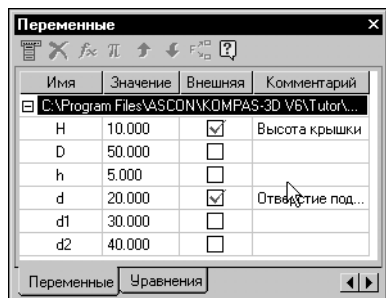 Переменные
Имя Значение Внешняя Комментарий
C:\Program Files\ASCON\KOMPAS-3D V6\Tutor\...
H 10.000 Высота крышки
D 50.000
h 5.000
d 20.000 Отверстие под...
d1 30.000
d2 40.000
Переменные Уравнения